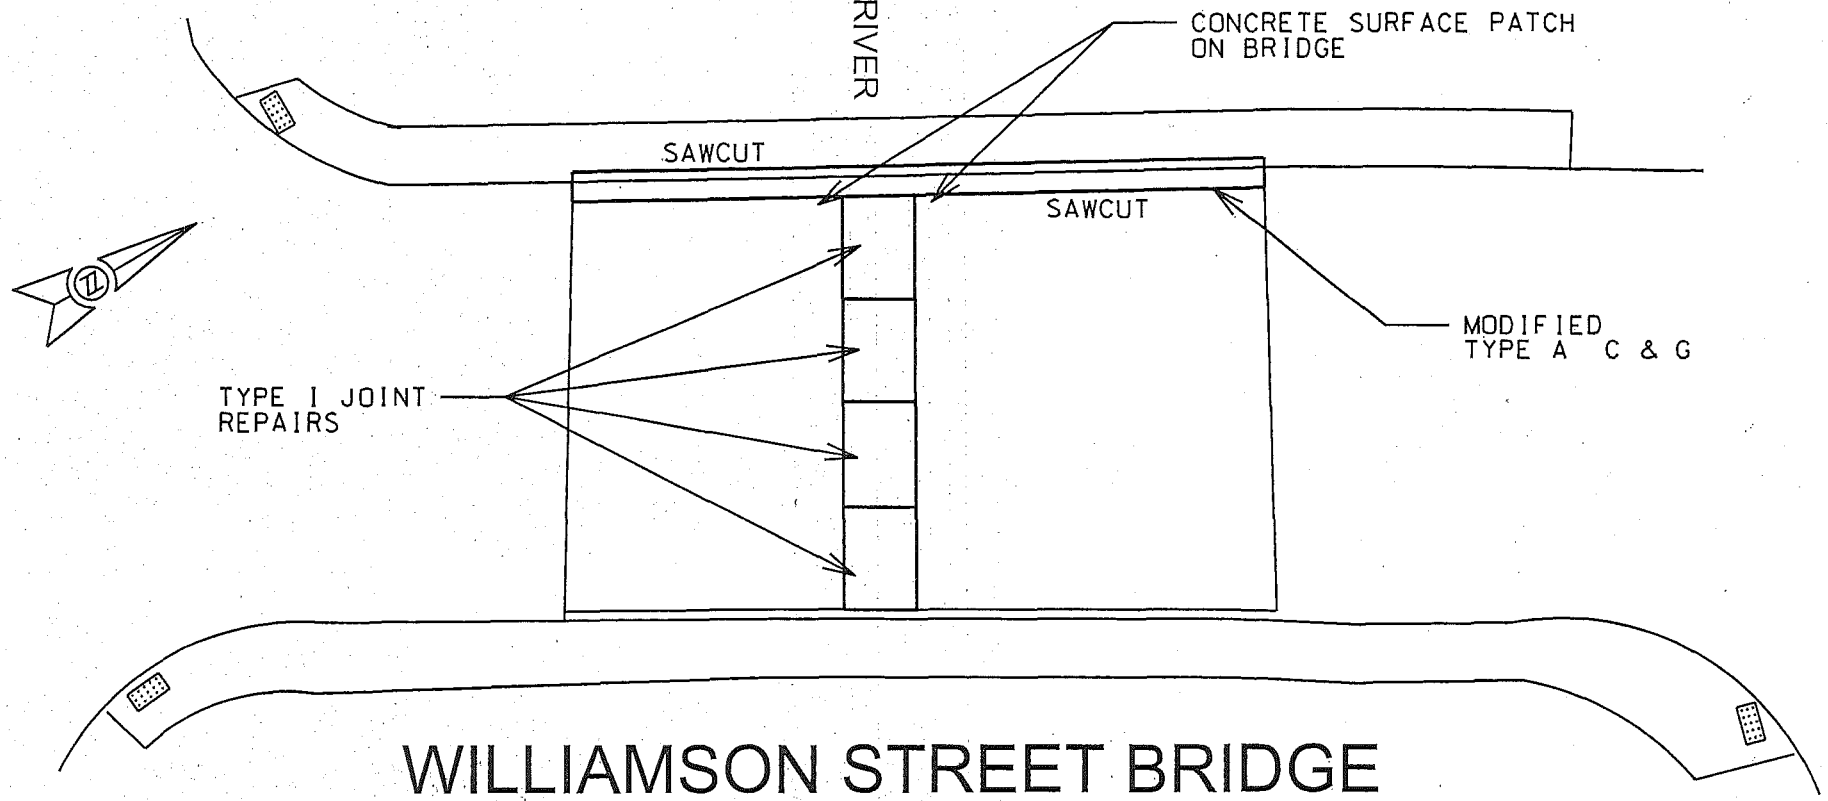 RIVER
CONCRETE SURFACE PATCH
ON BRIDGE
SAWCUT
SAWCUT
MODIFIED
TYPE A C & G
TYPE I JOINT
REPAIRS
WILLIAMSON STREET BRIDGE